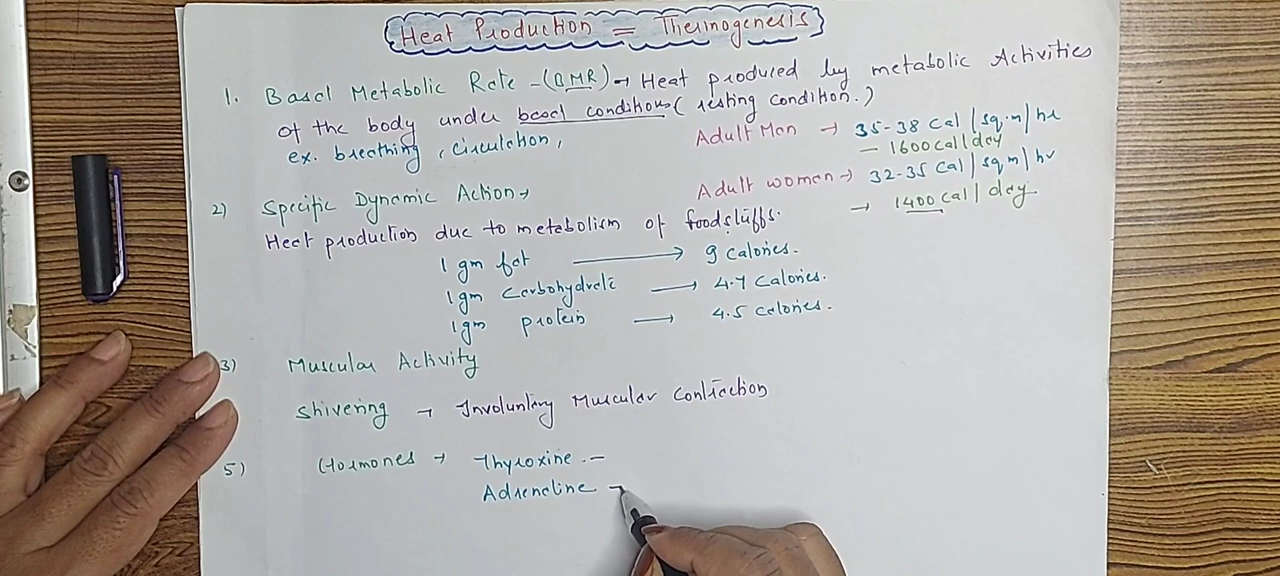 Heat Production = Thermogenesis
1. Basal Metabolic Rate - (BMR) → Heat produced by metabolic Activities
of the body under basal conditions (resting condition.)
ex. breathing, circulation,
Adult Man → 35-38 Cal / sq.m / hr
— 1600 cal / day
2) Specific Dynamic Action →
Adult women → 32-35 Cal / sq m / hr
→ 1400 cal / day
Heat production due to metabolism of foodstuffs.
1 gm fat → 9 Calories.
1 gm Carbohydrate → 4.7 Calories.
1 gm protein → 4.5 calories.
3) Muscular Activity
Shivering → Involuntary Muscular Contraction
5) Hormones → Thyroxine -
Adrenaline -